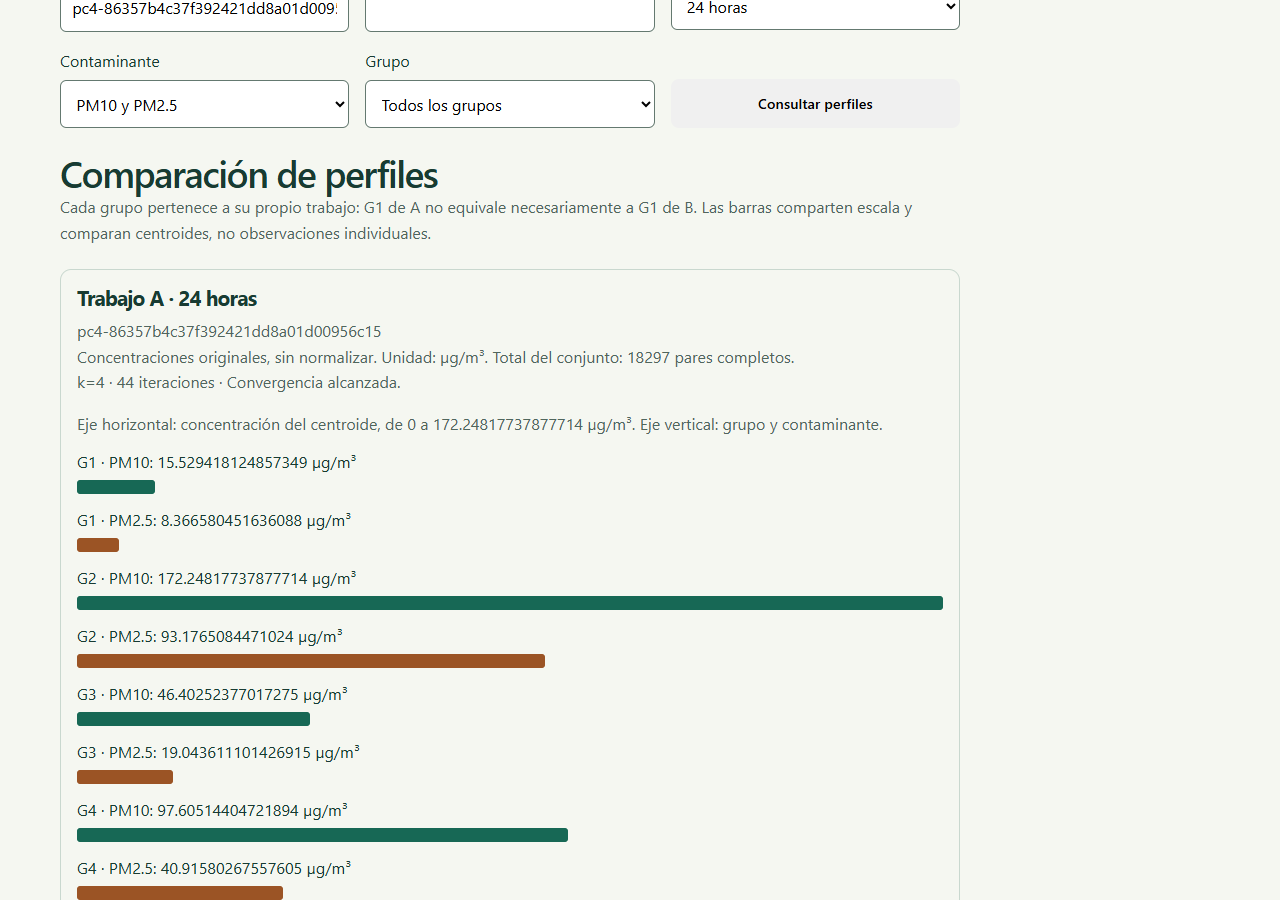 pc4-86357b4c37f392421dd8a01d009
24 horas
Contaminante
Grupo
PM10 y PM2.5
Todos los grupos
Consultar perfiles
Comparación de perfiles
Cada grupo pertenece a su propio trabajo: G1 de A no equivale necesariamente a G1 de B. Las barras comparten escala y
comparan centroides, no observaciones individuales.
Trabajo A · 24 horas
pc4-86357b4c37f392421dd8a01d00956c15
Concentraciones originales, sin normalizar. Unidad: µg/m³. Total del conjunto: 18297 pares completos.
k=4 · 44 iteraciones · Convergencia alcanzada.
Eje horizontal: concentración del centroide, de 0 a 172.24817737877714 µg/m³. Eje vertical: grupo y contaminante.
G1 · PM10: 15.529418124857349 µg/m³
G1 · PM2.5: 8.366580451636088 µg/m³
G2 · PM10: 172.24817737877714 µg/m³
G2 · PM2.5: 93.1765084471024 µg/m³
G3 · PM10: 46.40252377017275 µg/m³
G3 · PM2.5: 19.043611101426915 µg/m³
G4 · PM10: 97.60514404721894 µg/m³
G4 · PM2.5: 40.91580267557605 µg/m³